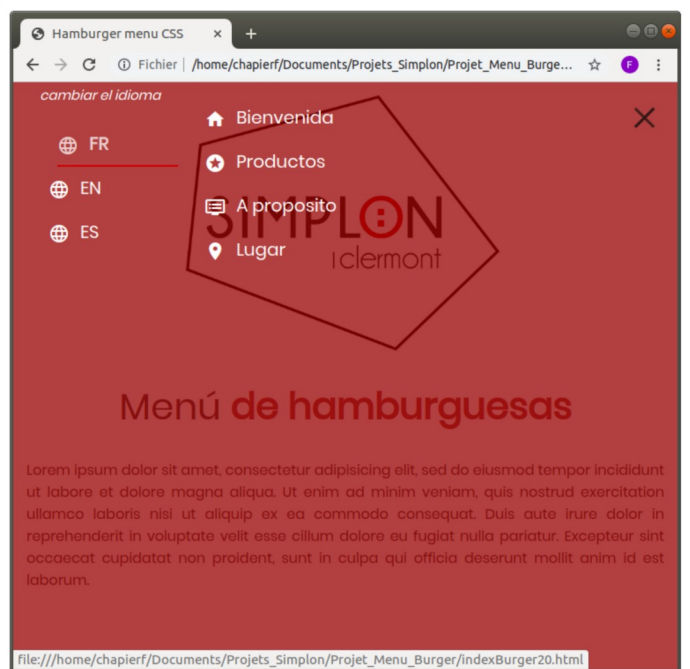 Hamburger menu CSS
Fichier | /home/chapierf/Documents/Projets_Simplon/Projet_Menu_Burge...
F
cambiar el idioma
FR
EN
ES
Bienvenida
Productos
A proposito
Lugar
SIMPLON
clermont
Menú de hamburguesas
Lorem ipsum dolor sit amet, consectetur adipisicing elit, sed do eiusmod tempor incididunt
ut labore et dolore magna aliqua. Ut enim ad minim veniam, quis nostrud exercitation
ullamco laboris nisi ut aliquip ex ea commodo consequat. Duis aute irure dolor in
reprehenderit in voluptate velit esse cillum dolore eu fugiat nulla pariatur. Excepteur sint
occaecat cupidatat non proident, sunt in culpa qui officia deserunt mollit anim id est
laborum.
file:///home/chapierf/Documents/Projets_Simplon/Projet_Menu_Burger/indexBurger20.html